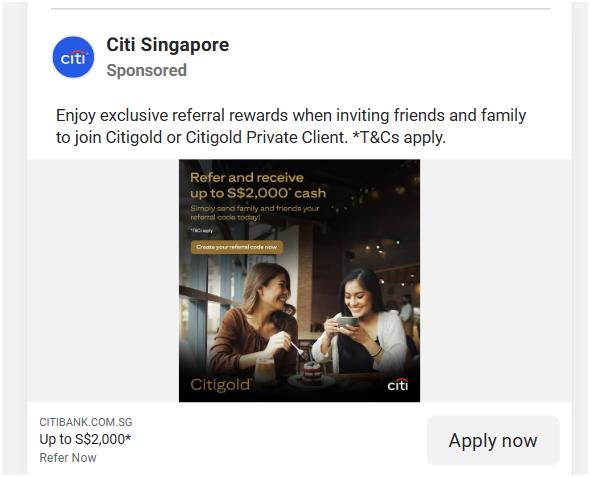 citi
Citi Singapore
Sponsored
Enjoy exclusive referral rewards when inviting friends and family
to join Citigold or Citigold Private Client. *T&Cs apply.
Refer and receive
up to S$2,000* cash
Simply send family and friends your
referral code today!
*T&Cs apply.
Create your referral code now
Citigold®
citi
CITIBANK.COM.SG
Up to S$2,000*
Refer Now
Apply now